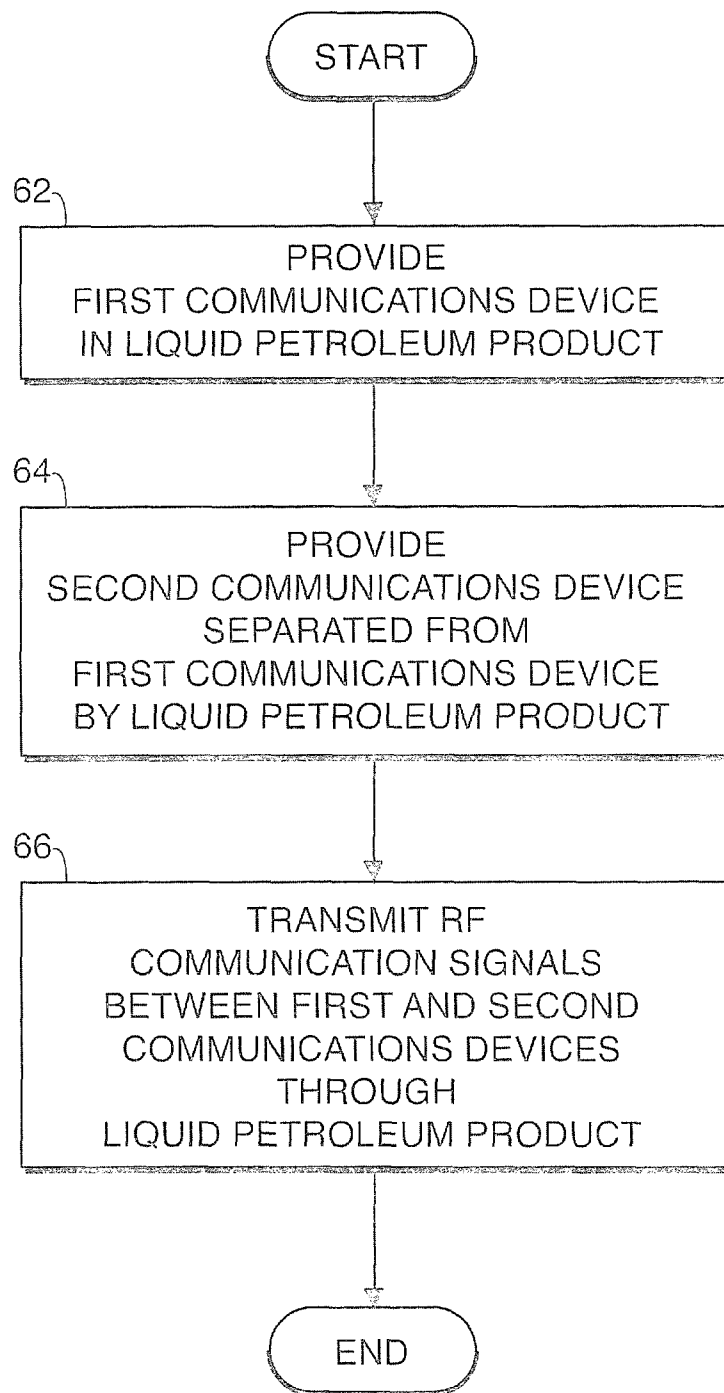 START
62
PROVIDE
FIRST COMMUNICATIONS DEVICE
IN LIQUID PETROLEUM PRODUCT
64
PROVIDE
SECOND COMMUNICATIONS DEVICE
SEPARATED FROM
FIRST COMMUNICATIONS DEVICE
BY LIQUID PETROLEUM PRODUCT
66
TRANSMIT RF
COMMUNICATION SIGNALS
BETWEEN FIRST AND SECOND
COMMUNICATIONS DEVICES
THROUGH
LIQUID PETROLEUM PRODUCT
END